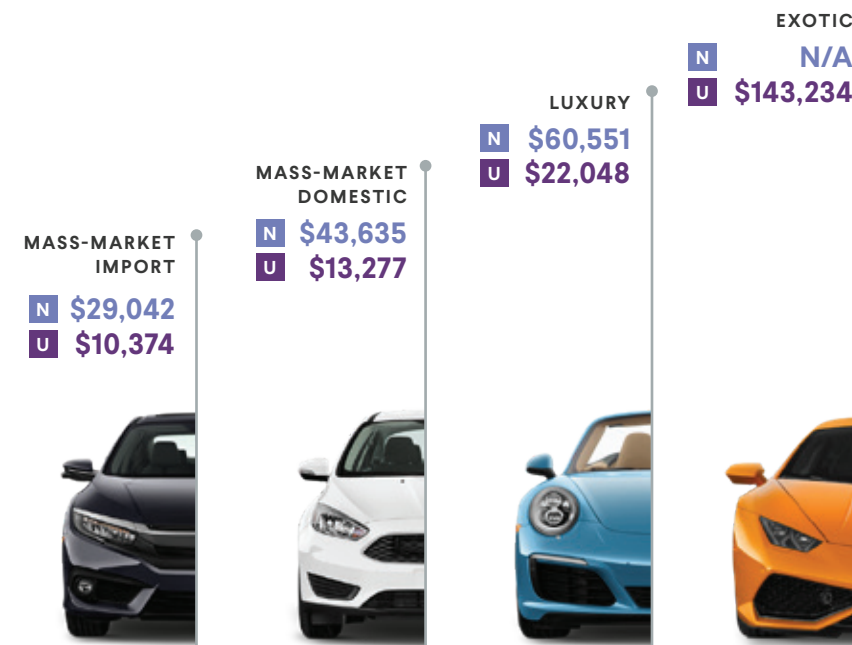 MASS-MARKET
IMPORT
N $29,042
U $10,374
MASS-MARKET
DOMESTIC
N $43,635
U $13,277
LUXURY
N $60,551
U $22,048
EXOTIC
N N/A
U $143,234